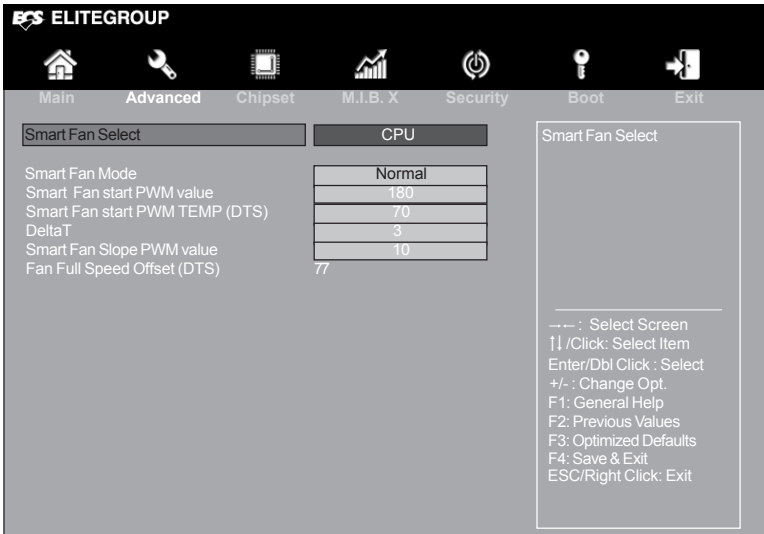 ECS ELITEGROUP
Main Advanced Chipset M.I.B. X Security Boot Exit
Smart Fan Select CPU
Smart Fan Mode Normal
Smart Fan start PWM value 180
Smart Fan start PWM TEMP (DTS) 70
DeltaT 3
Smart Fan Slope PWM value 10
Fan Full Speed Offset (DTS) 77
Smart Fan Select
→←: Select Screen
↑↓/Click: Select Item
Enter/Dbl Click : Select
+/- : Change Opt.
F1: General Help
F2: Previous Values
F3: Optimized Defaults
F4: Save & Exit
ESC/Right Click: Exit